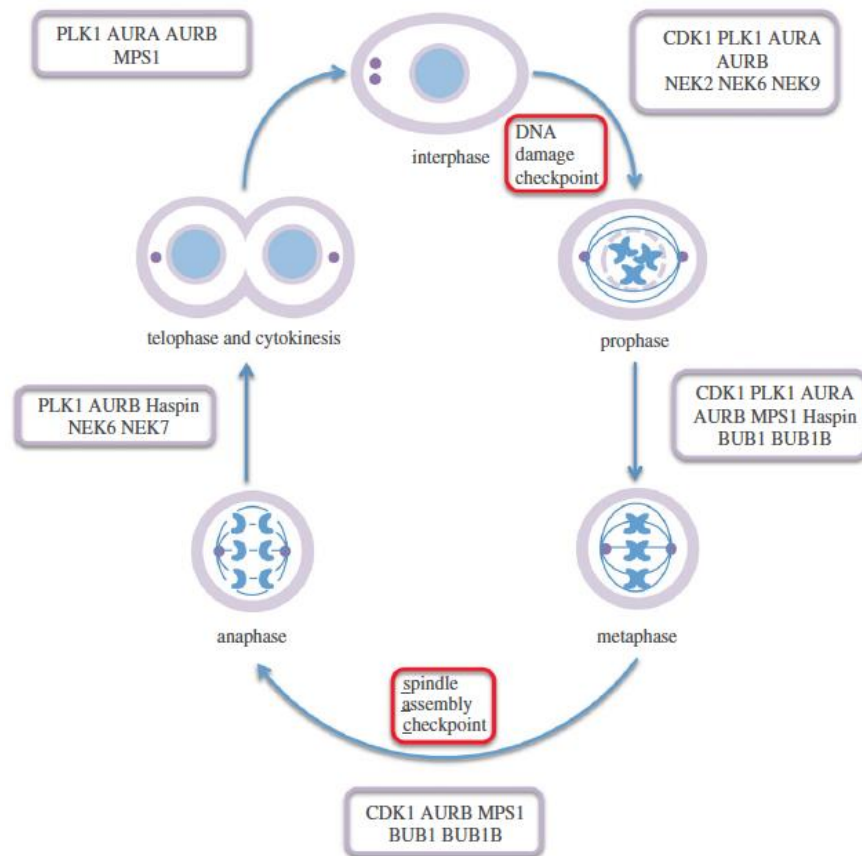 PLK1 AURA AURB
MPS1
CDK1 PLK1 AURA
AURB
NEK2 NEK6 NEK9
interphase
DNA
damage
checkpoint
telophase and cytokinesis
prophase
PLK1 AURB Haspin
NEK6 NEK7
CDK1 PLK1 AURA
AURB MPS1 Haspin
BUB1 BUB1B
anaphase
metaphase
spindle
assembly
checkpoint
CDK1 AURB MPS1
BUB1 BUB1B